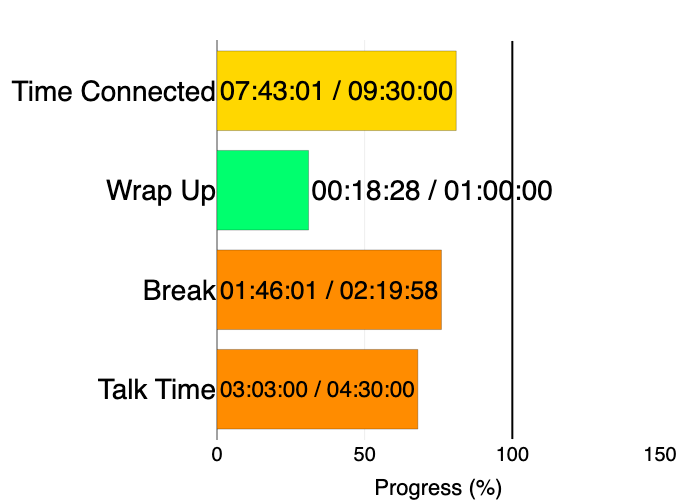 Time Connected 07:43:01 / 09:30:00
Wrap Up 00:18:28 / 01:00:00
Break 01:46:01 / 02:19:58
Talk Time 03:03:00 / 04:30:00
0 50 100 150
Progress (%)